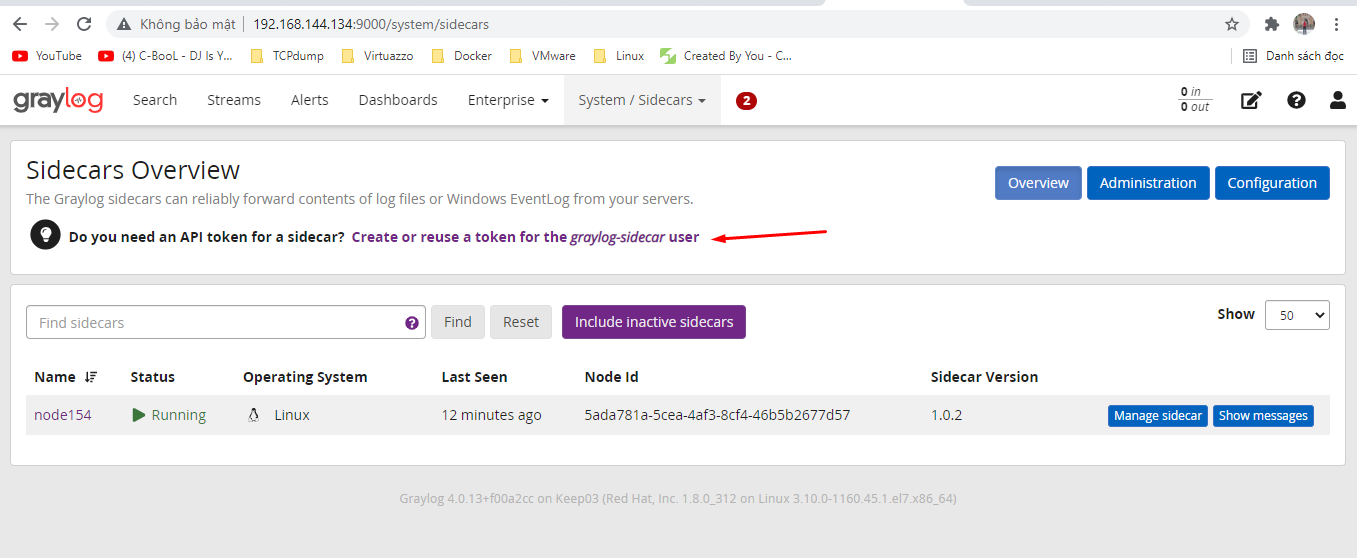 Không bảo mật | 192.168.144.134:9000/system/sidecars
YouTube (4) C-BooL - DJ Is Y... TCPdump Virtuazzo Docker VMware Linux Created By You - C... Danh sách đọc
graylog Search Streams Alerts Dashboards Enterprise System / Sidecars 2 0 in
0 out
Sidecars Overview
Overview Administration Configuration
The Graylog sidecars can reliably forward contents of log files or Windows EventLog from your servers.
Do you need an API token for a sidecar? Create or reuse a token for the graylog-sidecar user
Find sidecars ? Find Reset Include inactive sidecars Show 50
Name Status Operating System Last Seen Node Id Sidecar Version
node154 Running Linux 12 minutes ago 5ada781a-5cea-4af3-8cf4-46b5b2677d57 1.0.2 Manage sidecar Show messages
Graylog 4.0.13+f00a2cc on Keep03 (Red Hat, Inc. 1.8.0_312 on Linux 3.10.0-1160.45.1.el7.x86_64)